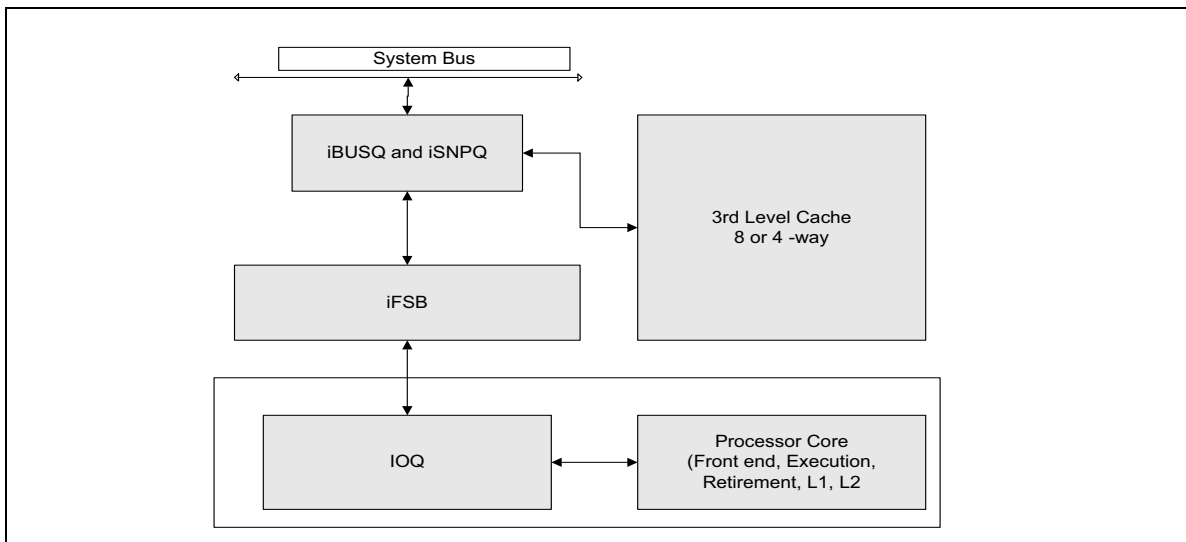 System Bus
iBUSQ and iSNPQ
3rd Level Cache
8 or 4 -way
iFSB
IOQ
Processor Core
(Front end, Execution,
Retirement, L1, L2